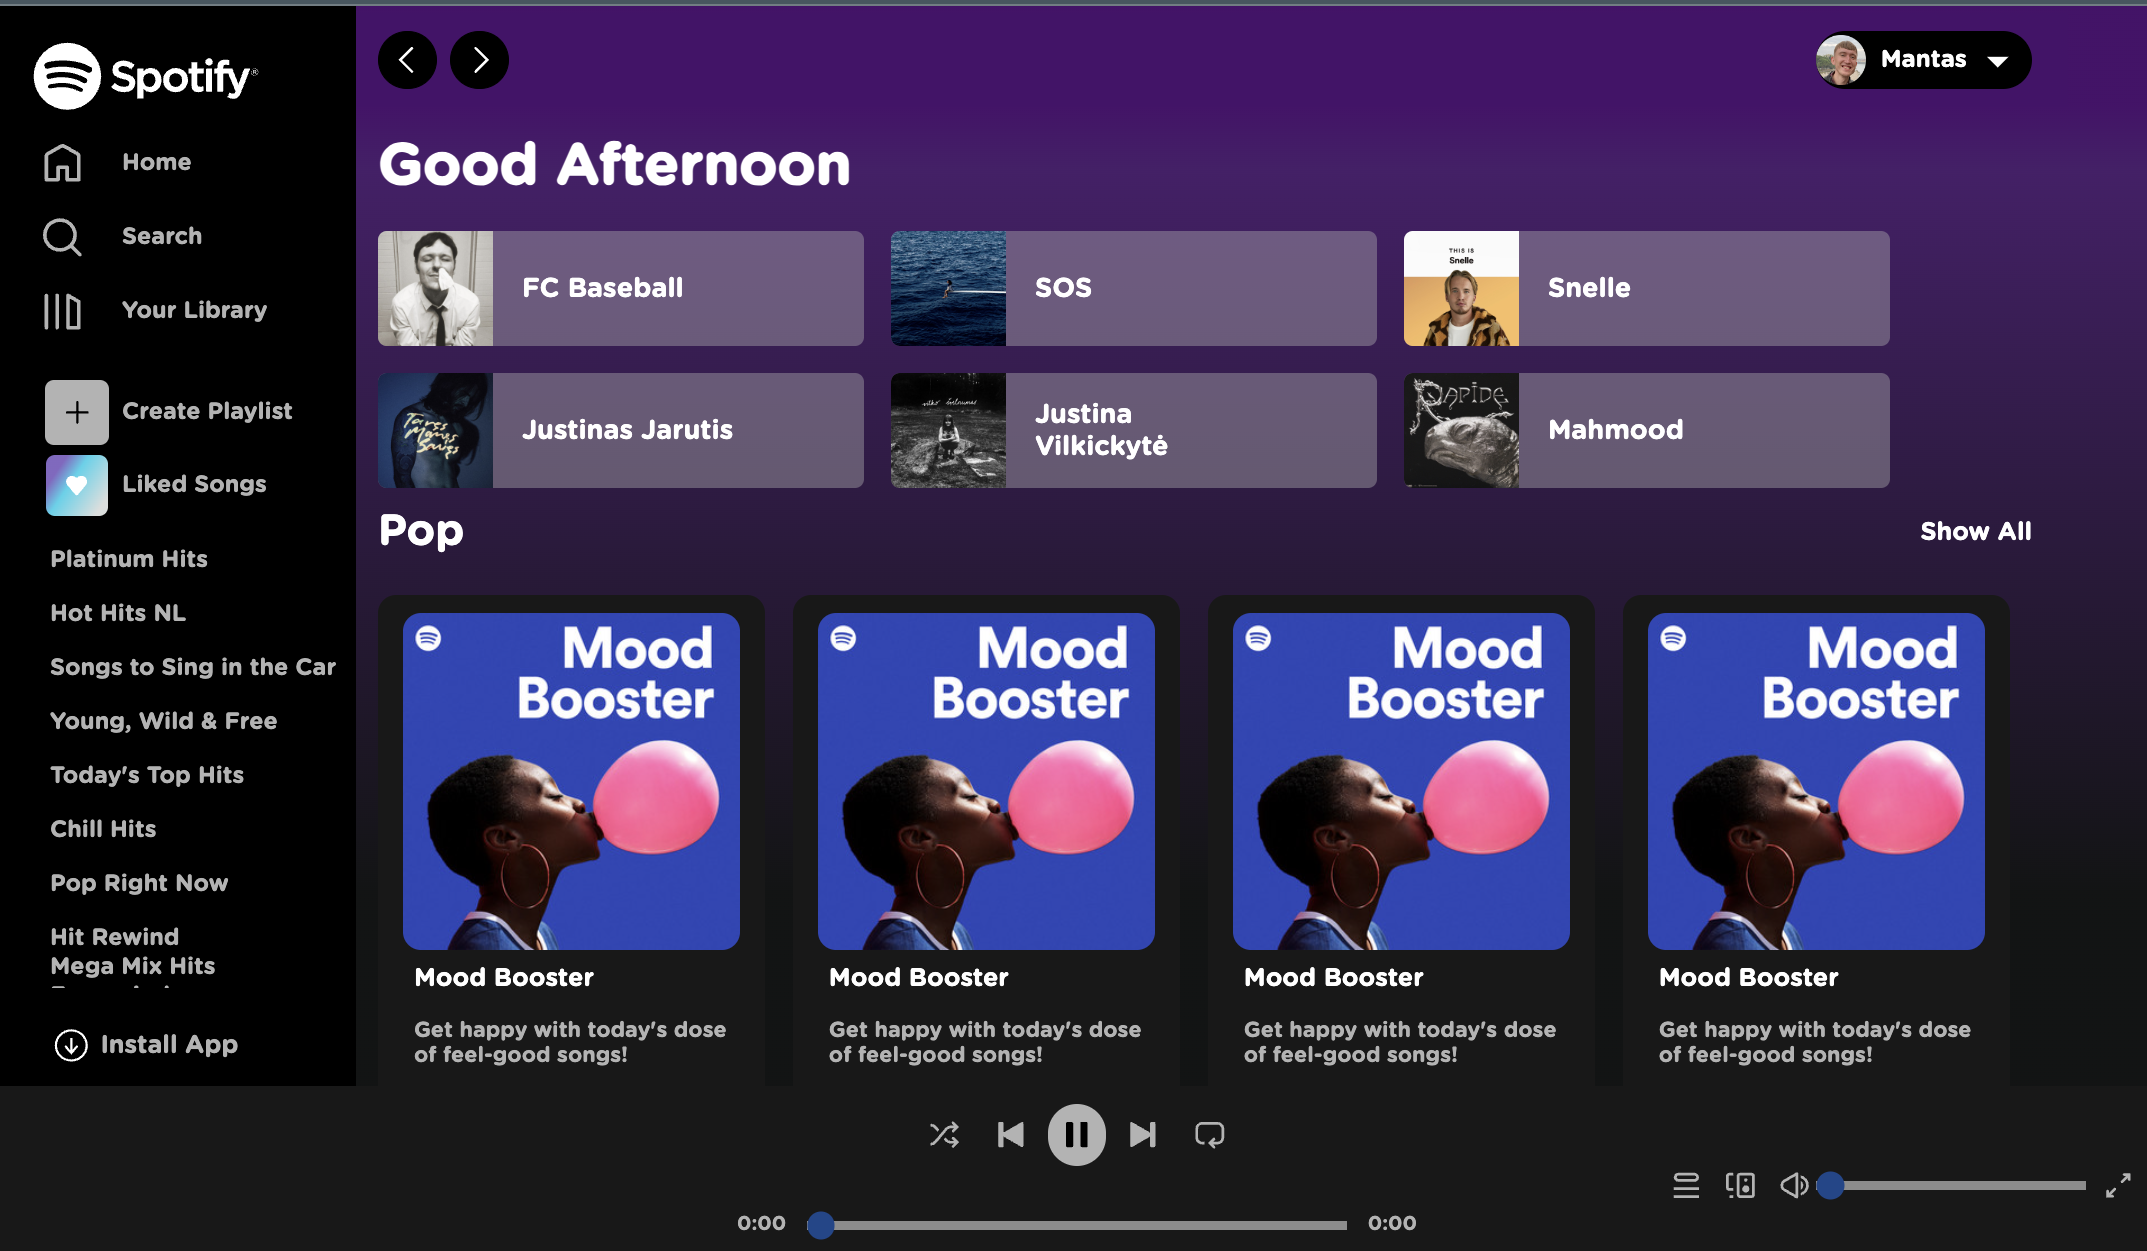 Spotify®
Home
Search
Your Library
Create Playlist
Liked Songs
Platinum Hits
Hot Hits NL
Songs to Sing in the Car
Young, Wild & Free
Today's Top Hits
Chill Hits
Pop Right Now
Hit Rewind
Mega Mix Hits
Install App
Mantas
Good Afternoon
FC Baseball
SOS
THIS IS
Snelle
Snelle
Justinas Jarutis
Justina
Vilkickytė
RAPIDE
Mahmood
Pop
Show All
Mood
Booster
Mood Booster
Get happy with today's dose
of feel-good songs!
Mood
Booster
Mood Booster
Get happy with today's dose
of feel-good songs!
Mood
Booster
Mood Booster
Get happy with today's dose
of feel-good songs!
Mood
Booster
Mood Booster
Get happy with today's dose
of feel-good songs!
0:00
0:00